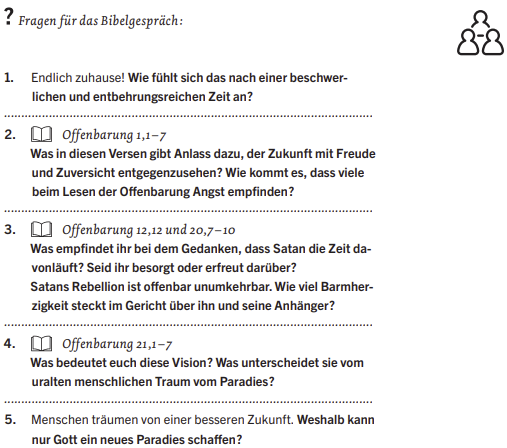 ? Fragen für das Bibelgespräch:
1. Endlich zuhause! Wie fühlt sich das nach einer beschwer-
lichen und entbehrungsreichen Zeit an?
2. Offenbarung 1,1–7
Was in diesen Versen gibt Anlass dazu, der Zukunft mit Freude
und Zuversicht entgegenzusehen? Wie kommt es, dass viele
beim Lesen der Offenbarung Angst empfinden?
3. Offenbarung 12,12 und 20,7–10
Was empfindet ihr bei dem Gedanken, dass Satan die Zeit da-
vonläuft? Seid ihr besorgt oder erfreut darüber?
Satans Rebellion ist offenbar unumkehrbar. Wie viel Barmher-
zigkeit steckt im Gericht über ihn und seine Anhänger?
4. Offenbarung 21,1–7
Was bedeutet euch diese Vision? Was unterscheidet sie vom
uralten menschlichen Traum vom Paradies?
5. Menschen träumen von einer besseren Zukunft. Weshalb kann
nur Gott ein neues Paradies schaffen?